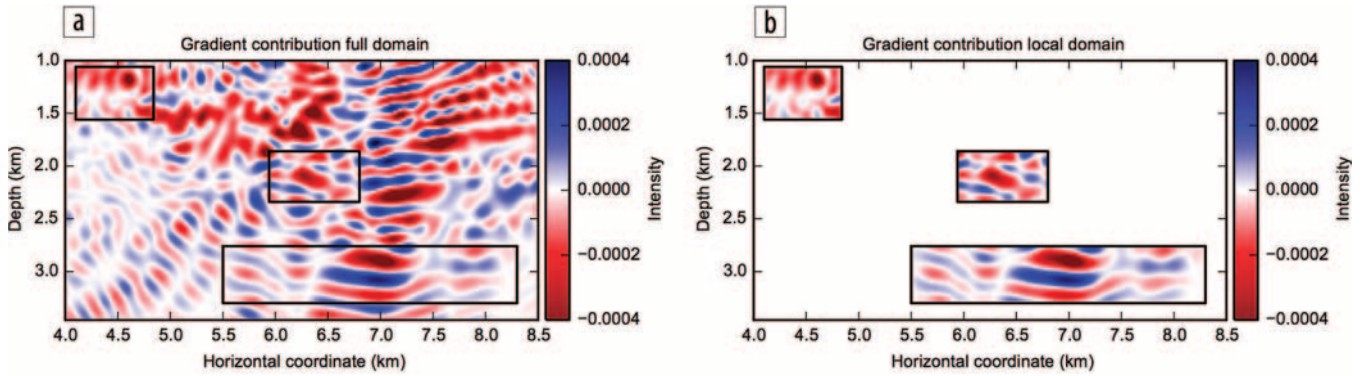 a
Gradient contribution full domain
1.0
1.5
2.0
2.5
3.0
Depth (km)
4.0 4.5 5.0 5.5 6.0 6.5 7.0 7.5 8.0 8.5
Horizontal coordinate (km)
0.0004
0.0002
0.0000
−0.0002
−0.0004
Intensity
b
Gradient contribution local domain
1.0
1.5
2.0
2.5
3.0
Depth (km)
4.0 4.5 5.0 5.5 6.0 6.5 7.0 7.5 8.0 8.5
Horizontal coordinate (km)
0.0004
0.0002
0.0000
−0.0002
−0.0004
Intensity